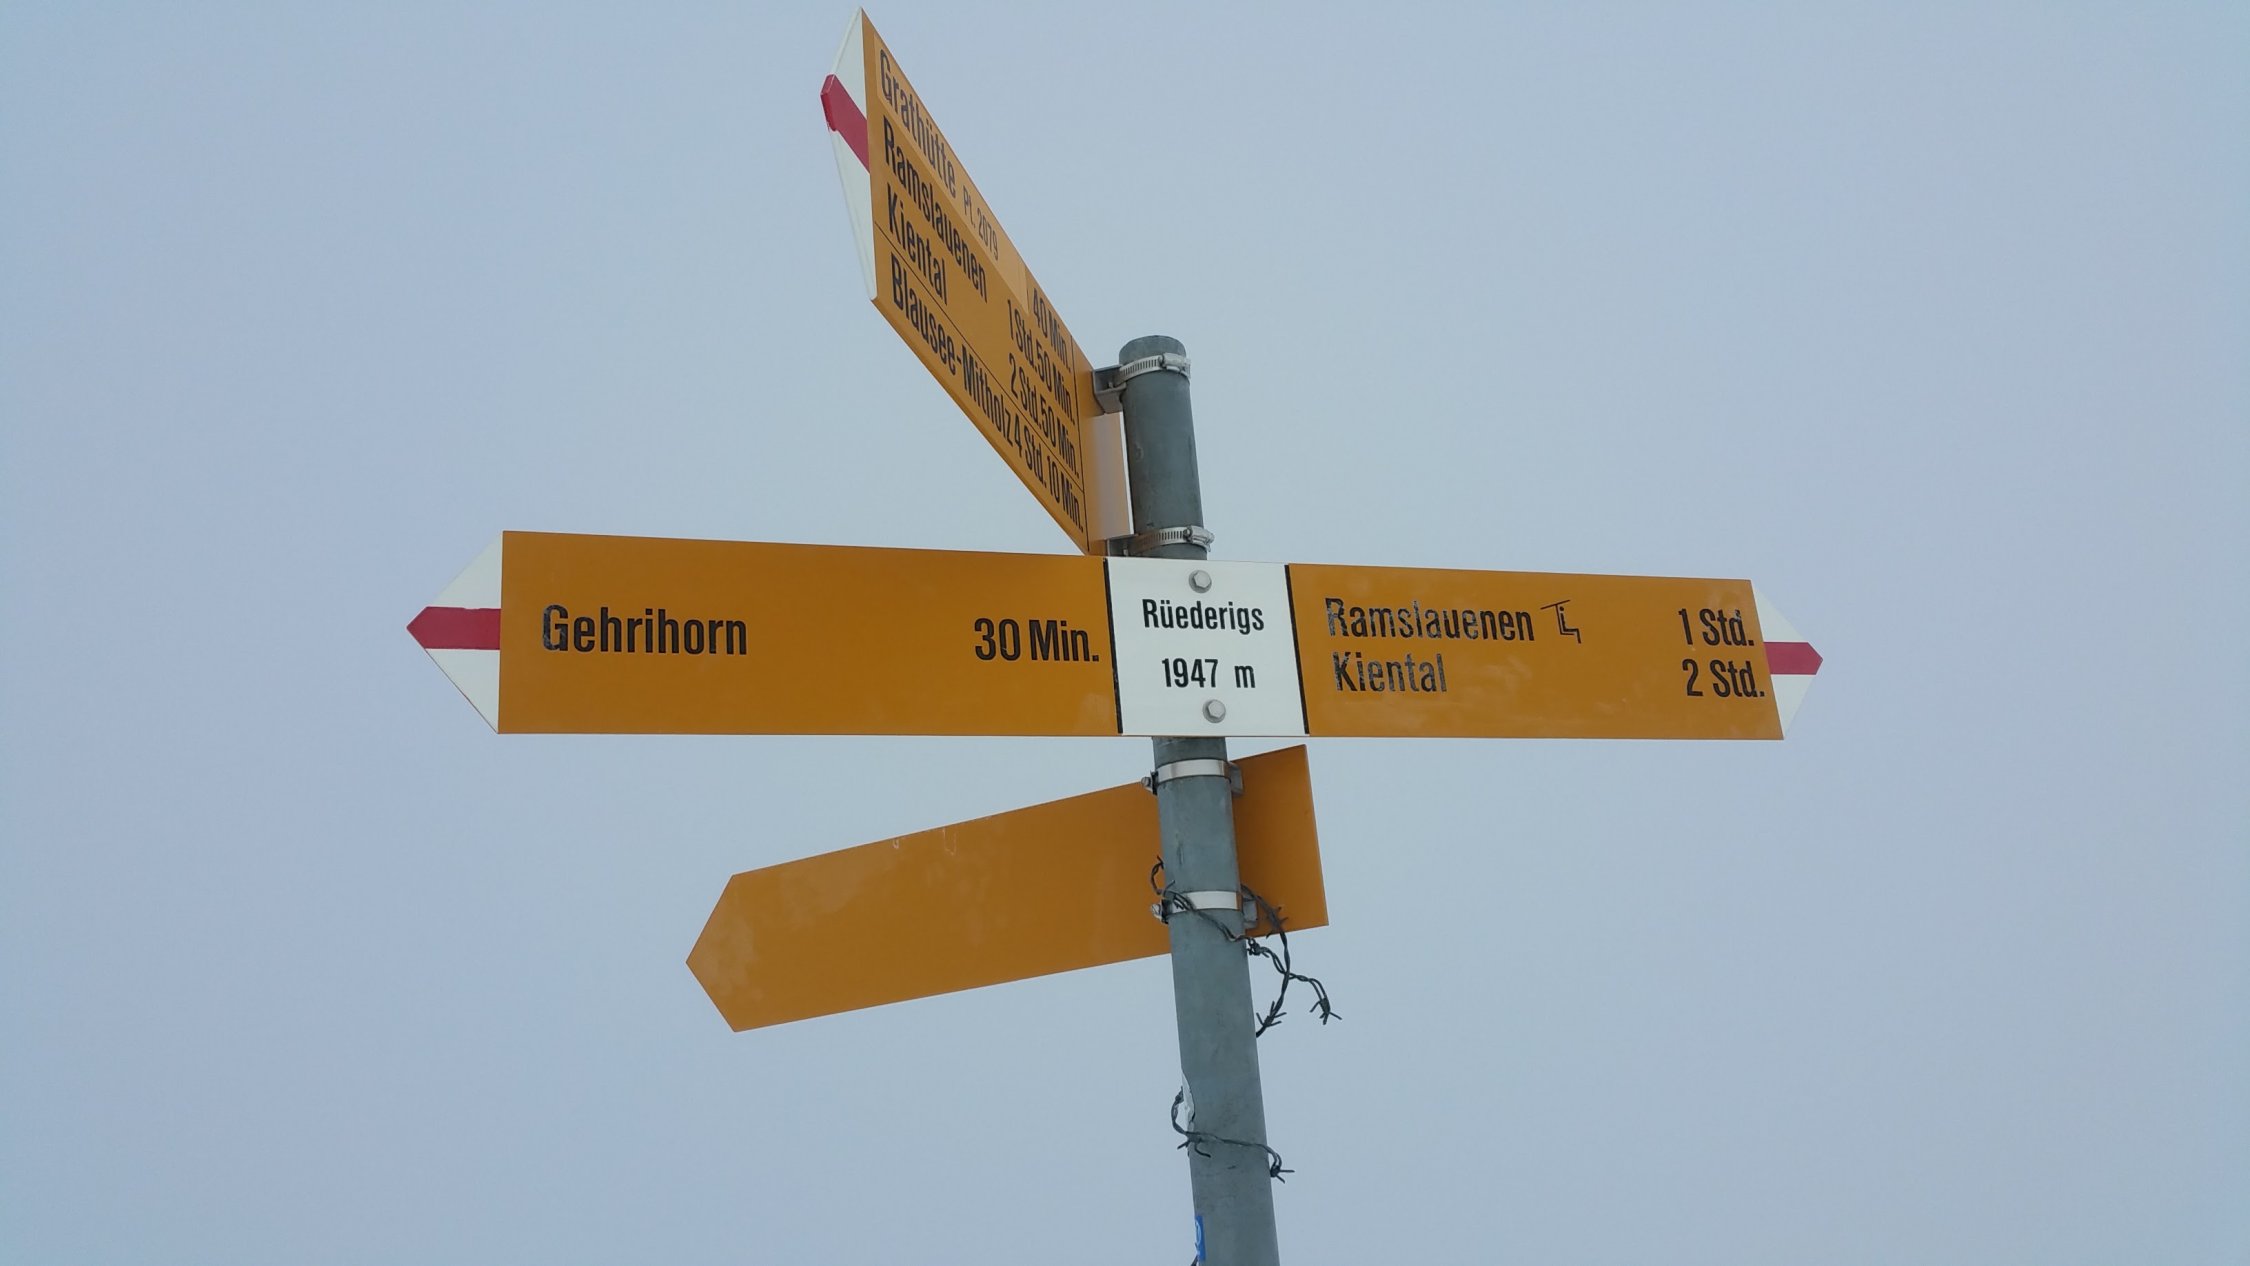 Grathütte Pt. 2079 40 Min.
Ramslauenen 1 Std. 50 Min.
Kiental 2 Std. 50 Min.
Blausee-Mitholz 4 Std. 10 Min.
Gehrihorn 30 Min.
Rüederigs
1947 m
Ramslauenen 1 Std.
Kiental 2 Std.